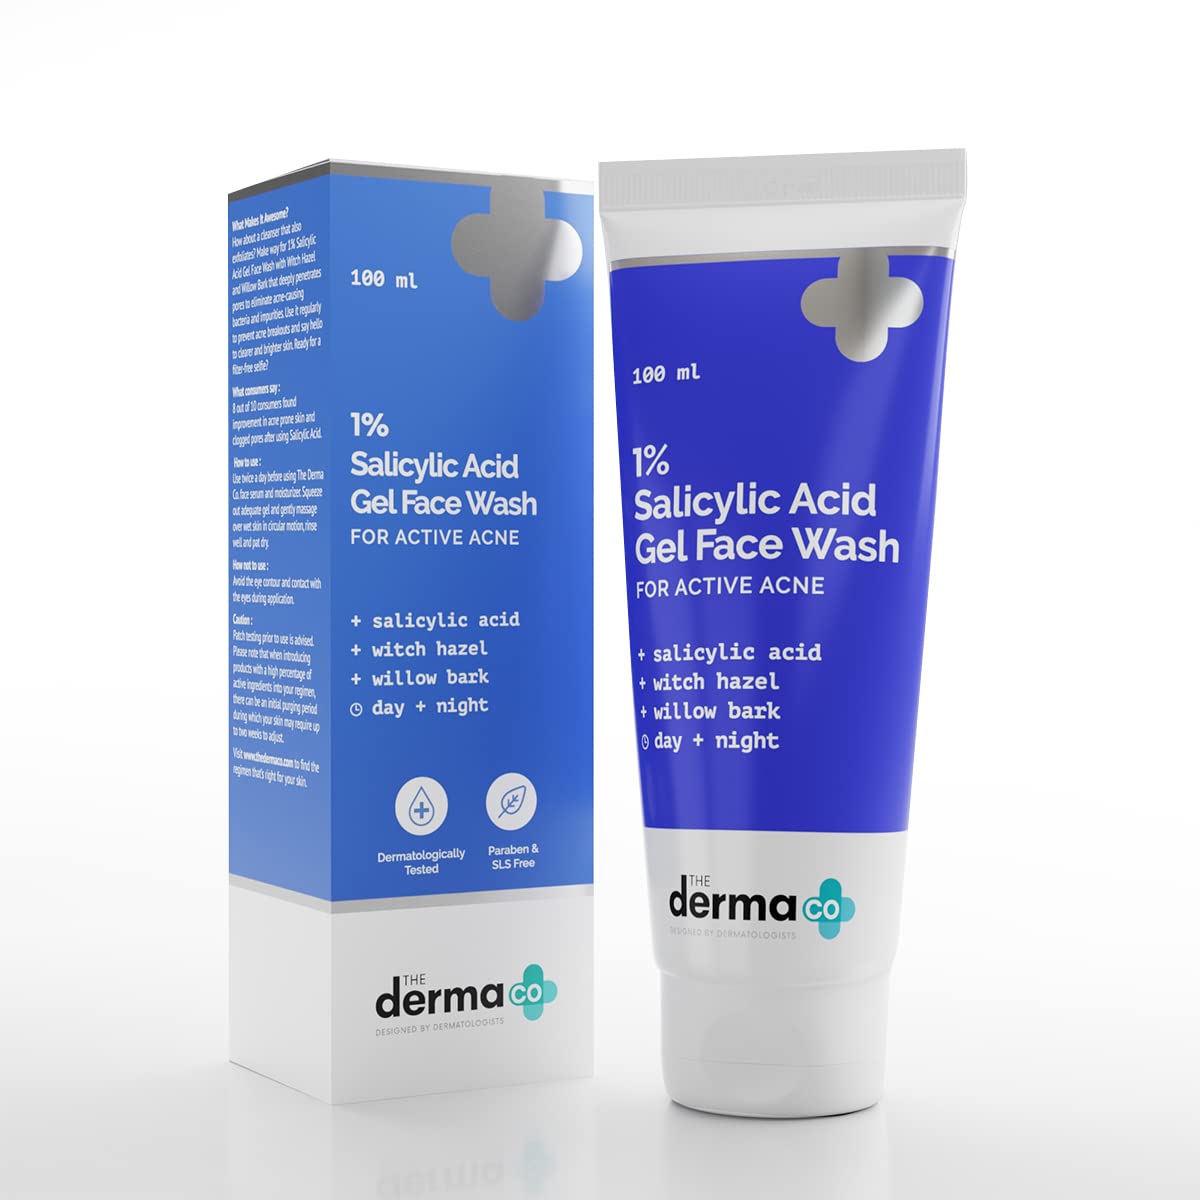 What Makes It Awesome?
How about a cleanser that also
exfoliates? Make way for 1% Salicylic
Acid Gel Face Wash with Witch Hazel
and Willow Bark that deeply penetrates
pores to eliminate acne-causing
bacteria and impurities. Use it regularly
to prevent acne breakouts and say hello
to clearer and brighter skin. Ready for a
filter-free selfie?
What consumers say :
8 out of 10 consumers found
improvement in acne prone skin and
clogged pores after using Salicylic Acid.
How to use :
Use twice a day before using The Derma
Co. face serum and moisturizer. Squeeze
out adequate gel and gently massage
over wet skin in circular motion, rinse
well and pat dry.
How not to use :
Avoid the eye contour and contact with
the eyes during application.
Caution :
Patch testing prior to use is advised.
Please note that when introducing
products with a high percentage of
active ingredients into your regimen,
there can be an initial purging period
during which your skin may require up
to two weeks to adjust.
Visit www.thedermaco.com to find the
regimen that's right for your skin.
100 ml
1%
Salicylic Acid
Gel Face Wash
FOR ACTIVE ACNE
+ salicylic acid
+ witch hazel
+ willow bark
day + night
Dermatologically
Tested
Paraben &
SLS Free
THE
derma co
DESIGNED BY DERMATOLOGISTS
100 ml
1%
Salicylic Acid
Gel Face Wash
FOR ACTIVE ACNE
+ salicylic acid
+ witch hazel
+ willow bark
day + night
THE
derma co
DESIGNED BY DERMATOLOGISTS